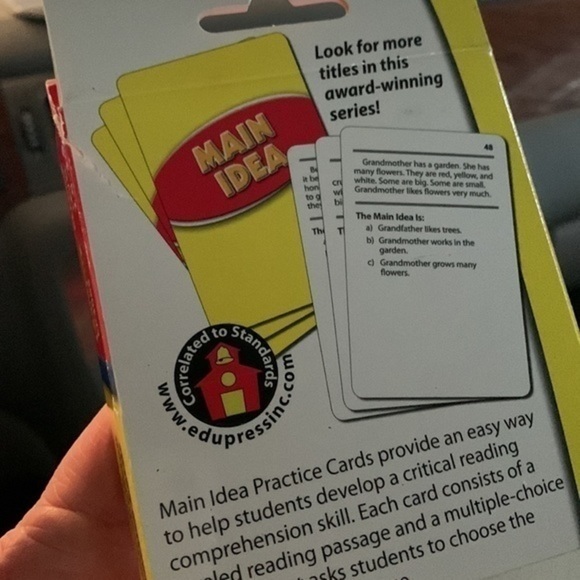 Look for more
titles in this
award-winning
series!
MAIN
IDEA
48
Grandmother has a garden. She has
many flowers. They are red, yellow, and
white. Some are big. Some are small.
Grandmother likes flowers very much.
The Main Idea Is:
a) Grandfather likes trees.
b) Grandmother works in the
garden.
c) Grandmother grows many
flowers.
Correlated to Standards
www.edupressinc.com
Main Idea Practice Cards provide an easy way
to help students develop a critical reading
comprehension skill. Each card consists of a
reading passage and a multiple-choice
students to choose the